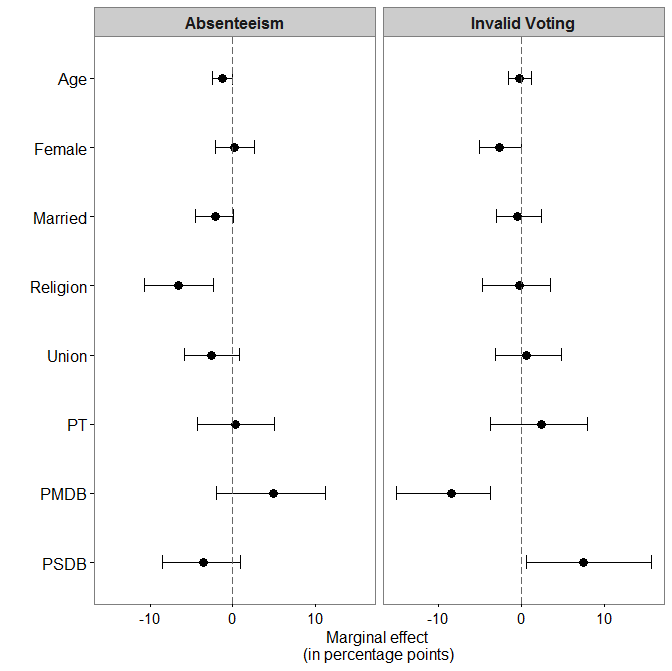 Absenteeism Invalid Voting
Age
Female
Married
Religion
Union
PT
PMDB
PSDB
-10 0 10 -10 0 10
Marginal effect
(in percentage points)